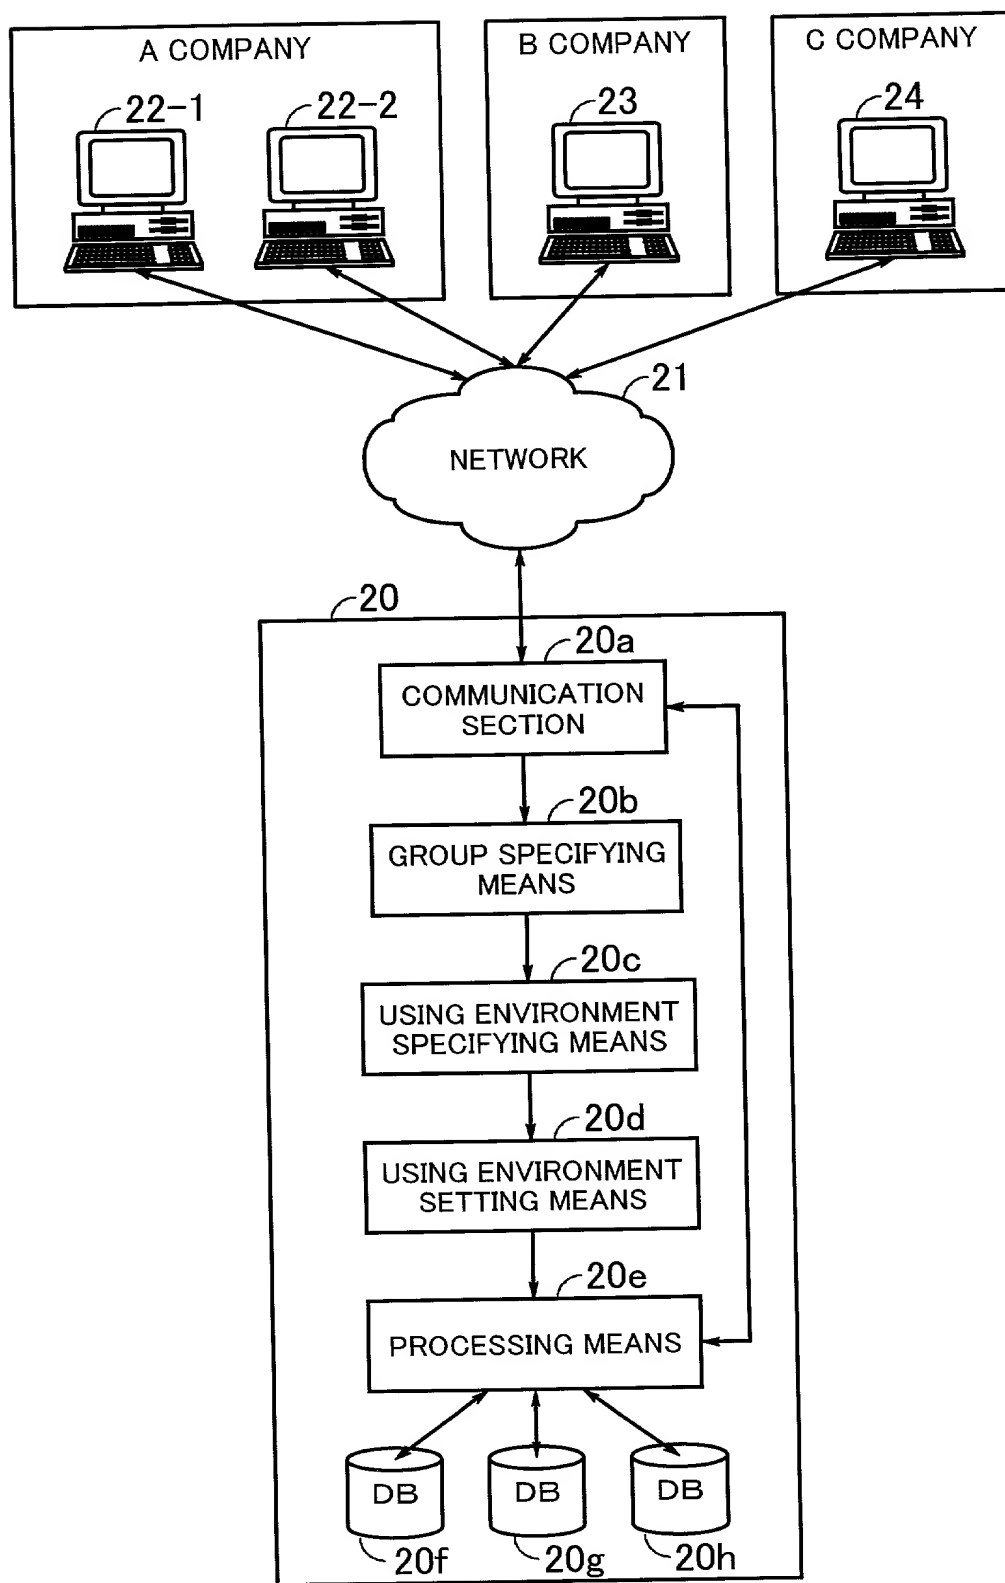 A COMPANY
B COMPANY
C COMPANY
22-1
22-2
23
24
21
NETWORK
20
20a
COMMUNICATION
SECTION
20b
GROUP SPECIFYING
MEANS
20c
USING ENVIRONMENT
SPECIFYING MEANS
20d
USING ENVIRONMENT
SETTING MEANS
20e
PROCESSING MEANS
DB
DB
DB
20f
20g
20h